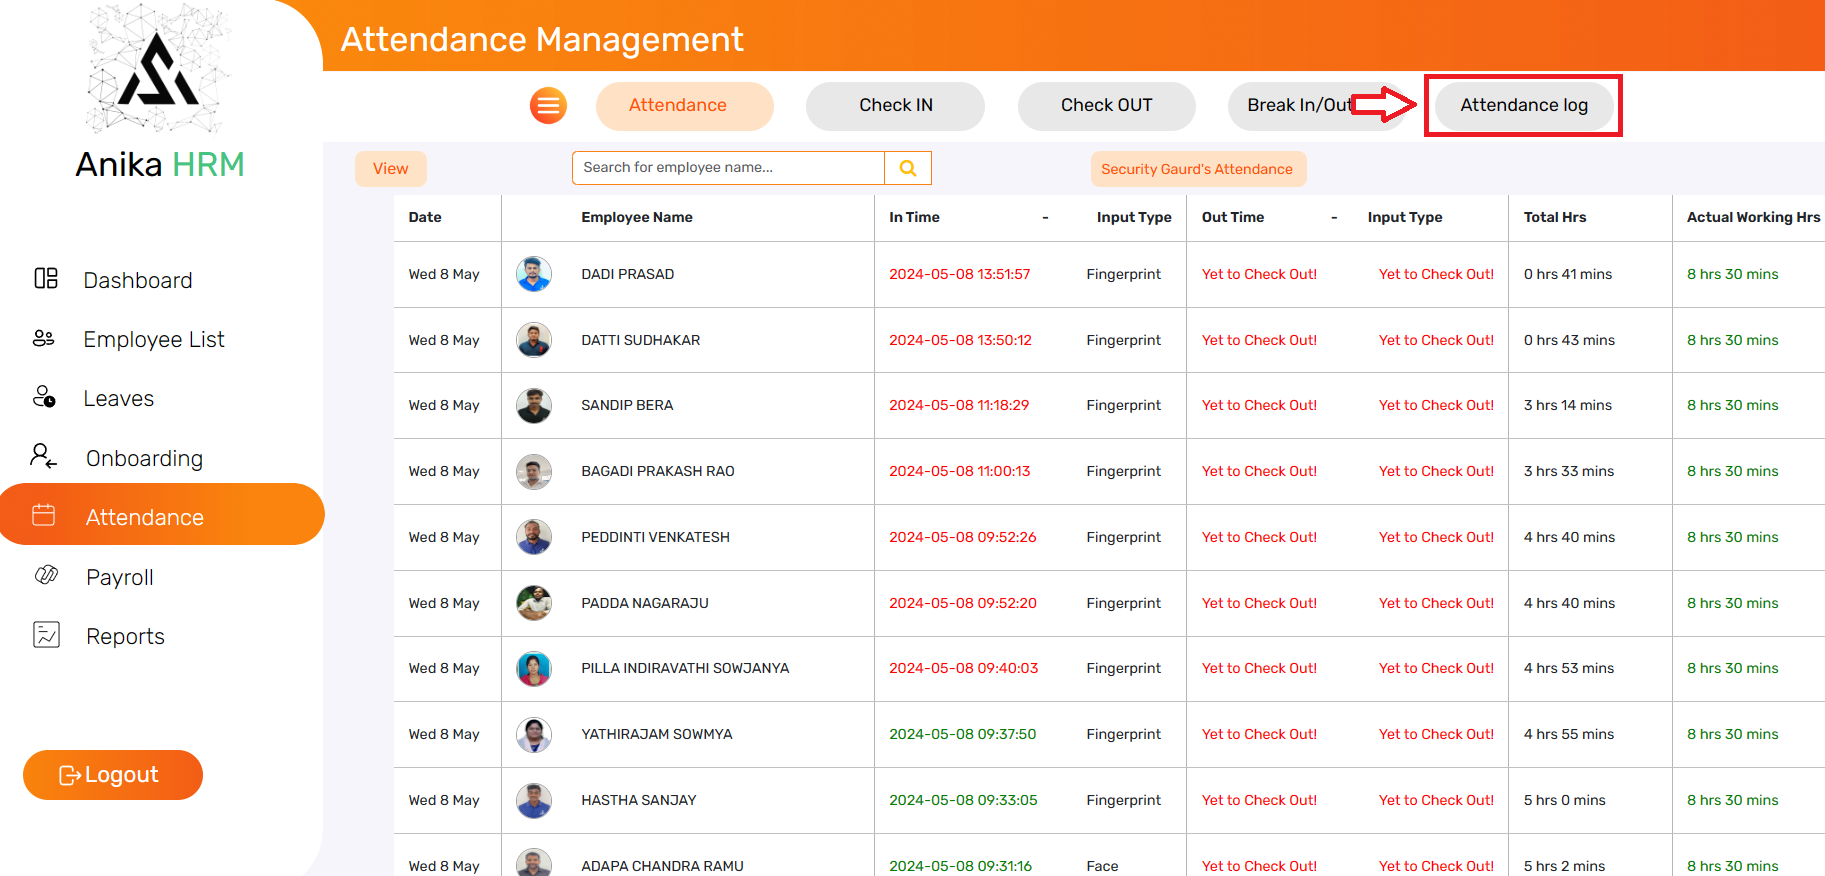 Attendance Management
Anika HRM
Attendance Check IN Check OUT Break In/Out Attendance log
View Search for employee name... Security Gaurd's Attendance
Dashboard
Employee List
Leaves
Onboarding
Attendance
Payroll
Reports
Logout
Date Employee Name In Time - Input Type Out Time - Input Type Total Hrs Actual Working Hrs
Wed 8 May DADI PRASAD 2024-05-08 13:51:57 Fingerprint Yet to Check Out! Yet to Check Out! 0 hrs 41 mins 8 hrs 30 mins
Wed 8 May DATTI SUDHAKAR 2024-05-08 13:50:12 Fingerprint Yet to Check Out! Yet to Check Out! 0 hrs 43 mins 8 hrs 30 mins
Wed 8 May SANDIP BERA 2024-05-08 11:18:29 Fingerprint Yet to Check Out! Yet to Check Out! 3 hrs 14 mins 8 hrs 30 mins
Wed 8 May BAGADI PRAKASH RAO 2024-05-08 11:00:13 Fingerprint Yet to Check Out! Yet to Check Out! 3 hrs 33 mins 8 hrs 30 mins
Wed 8 May PEDDINTI VENKATESH 2024-05-08 09:52:26 Fingerprint Yet to Check Out! Yet to Check Out! 4 hrs 40 mins 8 hrs 30 mins
Wed 8 May PADDA NAGARAJU 2024-05-08 09:52:20 Fingerprint Yet to Check Out! Yet to Check Out! 4 hrs 40 mins 8 hrs 30 mins
Wed 8 May PILLA INDIRAVATHI SOWJANYA 2024-05-08 09:40:03 Fingerprint Yet to Check Out! Yet to Check Out! 4 hrs 53 mins 8 hrs 30 mins
Wed 8 May YATHIRAJAM SOWMYA 2024-05-08 09:37:50 Fingerprint Yet to Check Out! Yet to Check Out! 4 hrs 55 mins 8 hrs 30 mins
Wed 8 May HASTHA SANJAY 2024-05-08 09:33:05 Fingerprint Yet to Check Out! Yet to Check Out! 5 hrs 0 mins 8 hrs 30 mins
Wed 8 May ADAPA CHANDRA RAMU 2024-05-08 09:31:16 Face Yet to Check Out! Yet to Check Out! 5 hrs 2 mins 8 hrs 30 mins